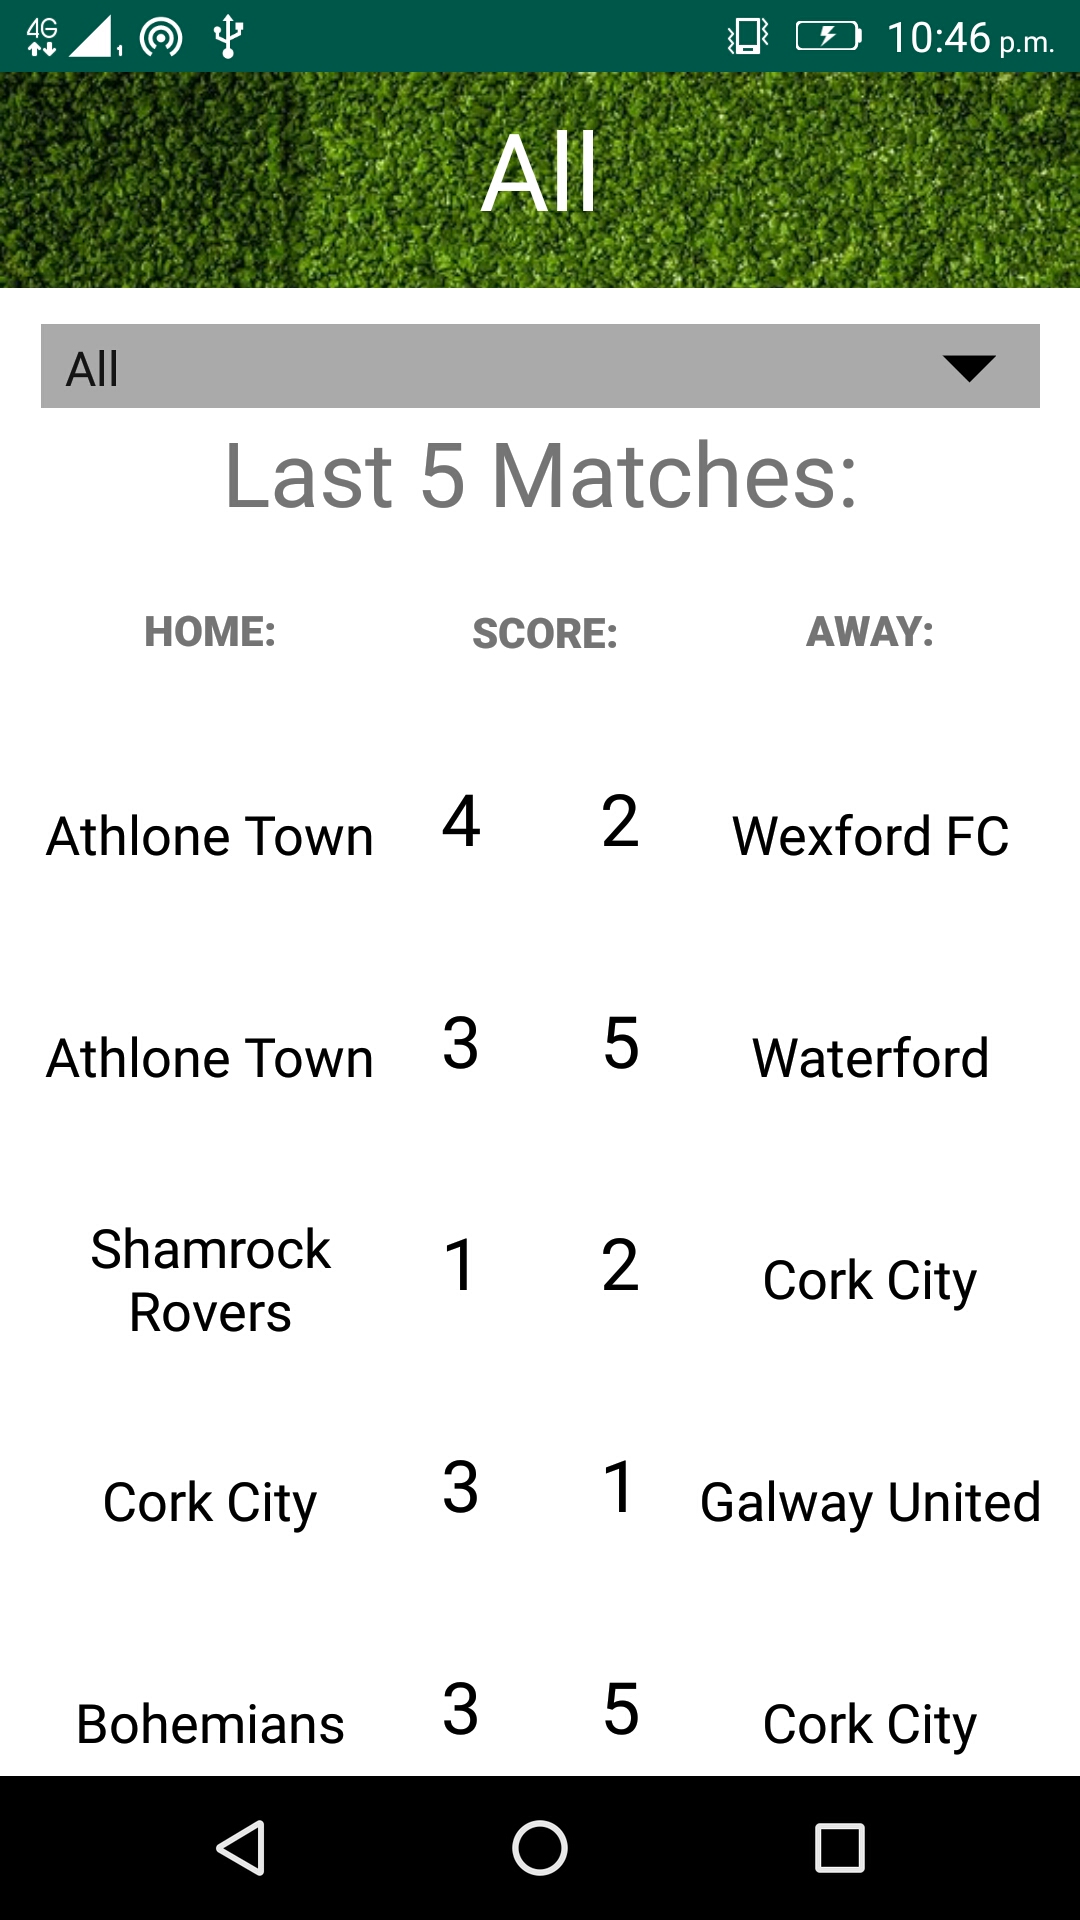 4G 1 10:46 p.m.
All
All
Last 5 Matches:
HOME: SCORE: AWAY:
Athlone Town 4 2 Wexford FC
Athlone Town 3 5 Waterford
Shamrock
Rovers 1 2 Cork City
Cork City 3 1 Galway United
Bohemians 3 5 Cork City